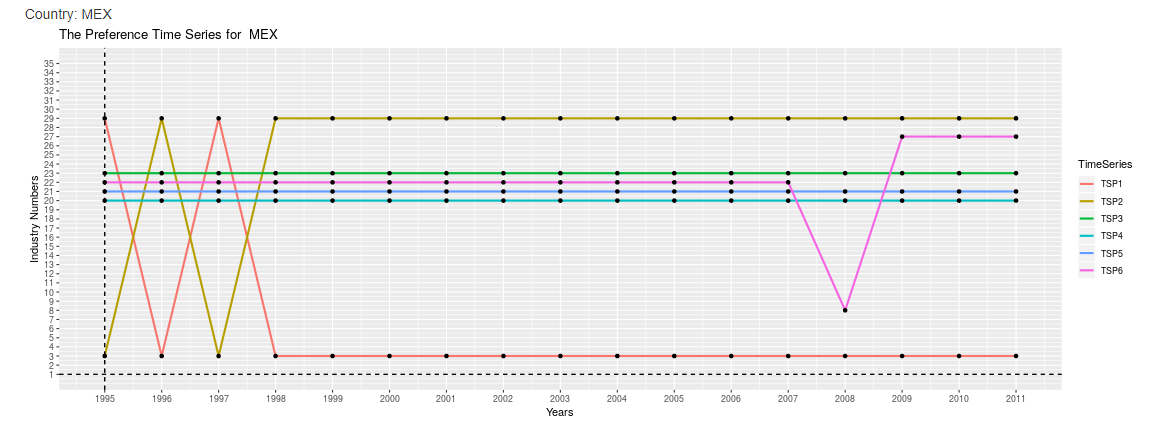 Country: MEX
The Preference Time Series for  MEX
35
34
33
32
31
30
29
28
27
26
25
24
23
22
21
20
19
18
17
16
15
14
13
12
11
10
9
8
7
6
5
4
3
2
1
Industry Numbers
1995 1996 1997 1998 1999 2000 2001 2002 2003 2004 2005 2006 2007 2008 2009 2010 2011
Years
TimeSeries
TSP1
TSP2
TSP3
TSP4
TSP5
TSP6